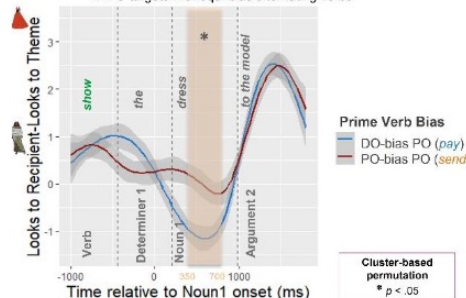 Looks to Recipient-Looks to Theme
3
2
1
0
-1
show
the
dress
to the model
*
Verb
Determiner 1
Noun 1
Argument 2
-1000
0
350
700
1000
Time relative to Noun1 onset (ms)
Prime Verb Bias
DO-bias PO (pay)
PO-bias PO (send
Cluster-based
permutation
* p < .05